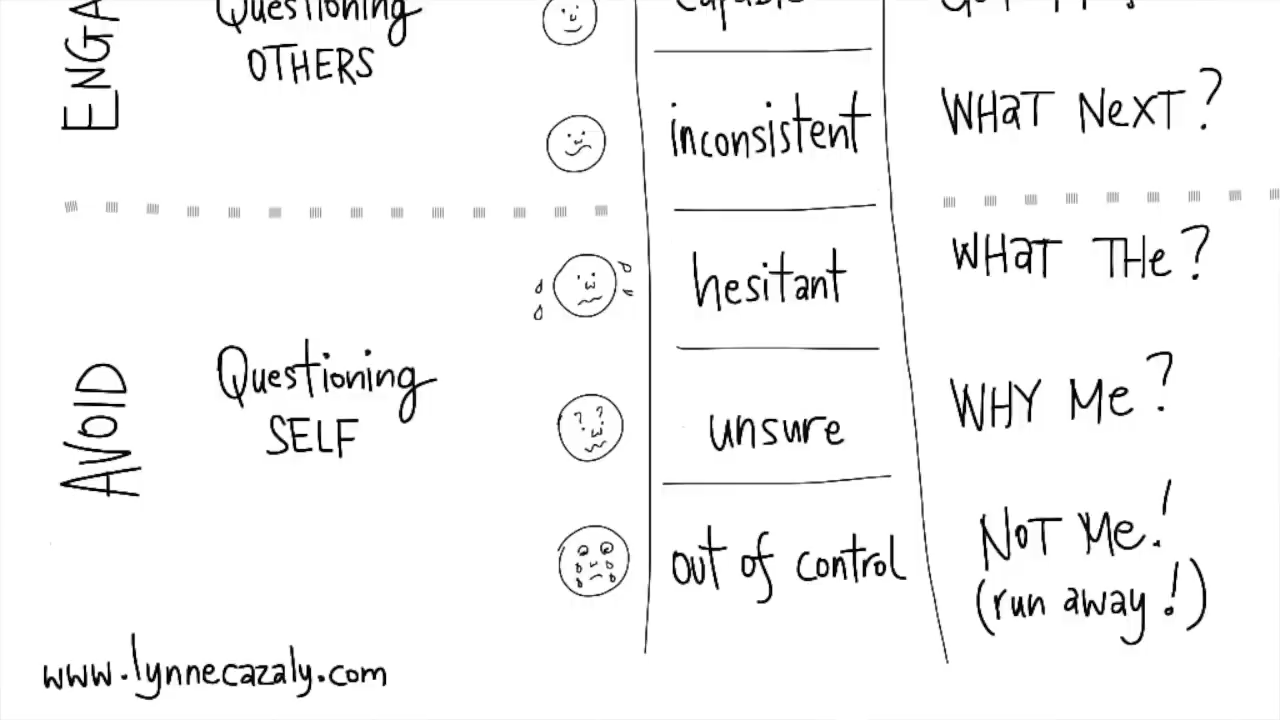 Questioning
OTHERS
WHaT NeXT?
inconsistent
WHaT THe?
hesitant
AVOID
Questioning
SELF
WHY Me?
unsure
NoT Me!
(run away!)
out of control
www.lynnecazaly.com